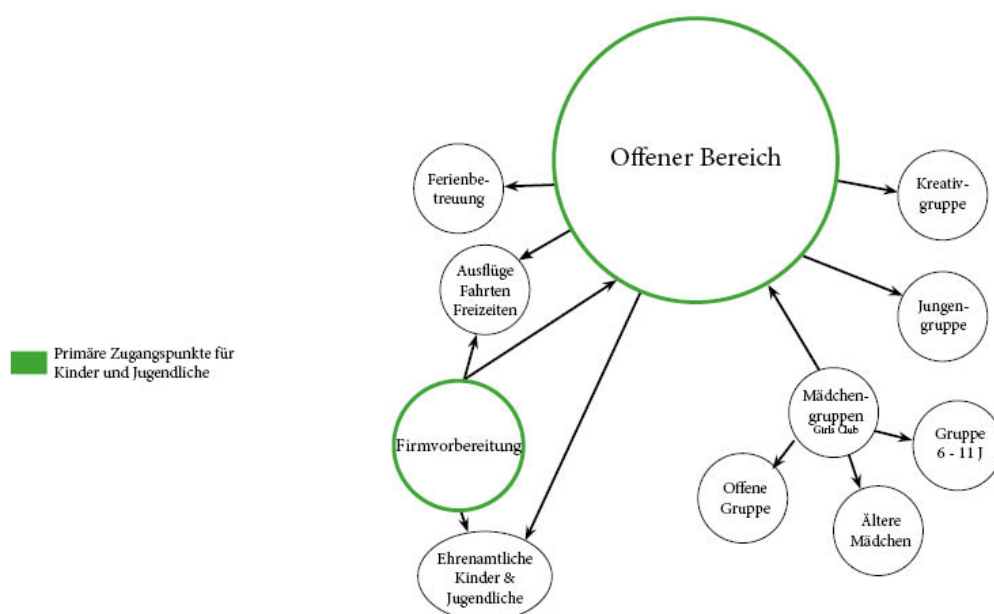 Offener Bereich
Ferienbe-
treuung
Kreativ-
gruppe
Ausflüge
Fahrten
Freizeiten
Jungen-
gruppe
Primäre Zugangspunkte für
Kinder und Jugendliche
Mädchen-
gruppen
Girls Club
Firmvorbereitung
Gruppe
6 - 11 J
Offene
Gruppe
Ältere
Mädchen
Ehrenamtliche
Kinder &
Jugendliche